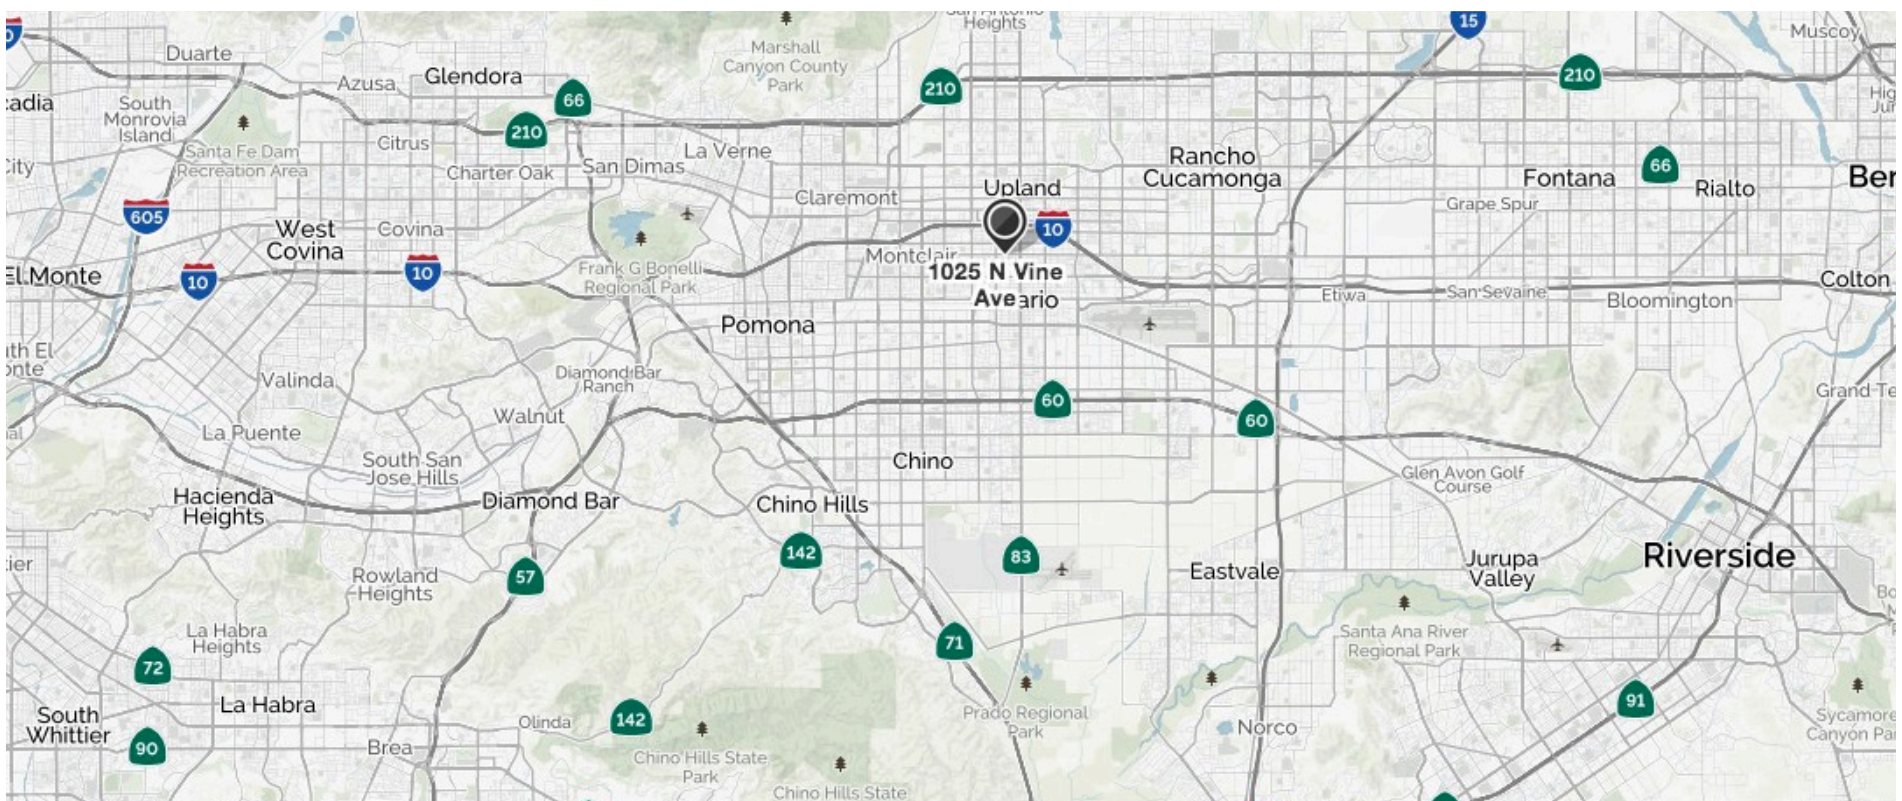 San Antonio
Heights
15
Muscoy
Duarte
Marshall
Canyon County
Park
Azusa
Glendora
66
210
210
South
Monrovia
Island
210
Citrus
Santa Fe Dam
Recreation Area
Charter Oak
San Dimas
La Verne
Rancho
Cucamonga
66
Fontana
Rialto
Claremont
Upland
Grape Spur
605
West
Covina
Covina
10
Montclair
El Monte
10
10
Frank G Bonelli
Regional Park
1025 N Vine
Ave
ario
Etiwa
San Sevaine
Bloomington
Colton
Pomona
Valinda
Diamond Bar
Ranch
Walnut
60
60
La Puente
South San
Jose Hills
Chino
Glen Avon Golf
Course
Hacienda
Heights
Diamond Bar
Chino Hills
142
83
57
Rowland
Heights
Eastvale
Jurupa
Valley
Riverside
La Habra
Heights
71
Santa Ana River
Regional Park
72
La Habra
South
Whittier
90
Olinda
142
Prado Regional
Park
Norco
91
Brea
Chino Hills State
Park
Chino Hills State
Sycamore
Canyon Pa